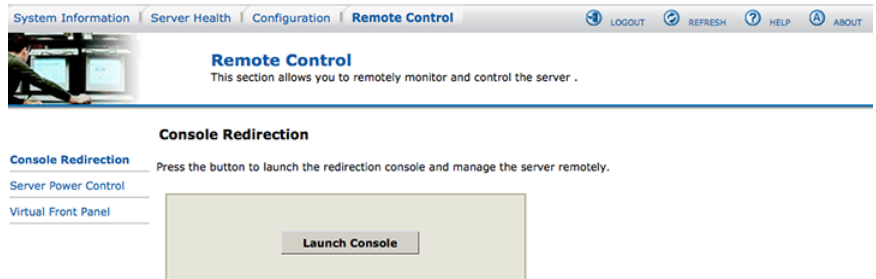 System Information Server Health Configuration Remote Control LOGOUT REFRESH HELP A ABOUT
Remote Control
This section allows you to remotely monitor and control the server .
Console Redirection
Console Redirection
Press the button to launch the redirection console and manage the server remotely.
Server Power Control
Virtual Front Panel
Launch Console